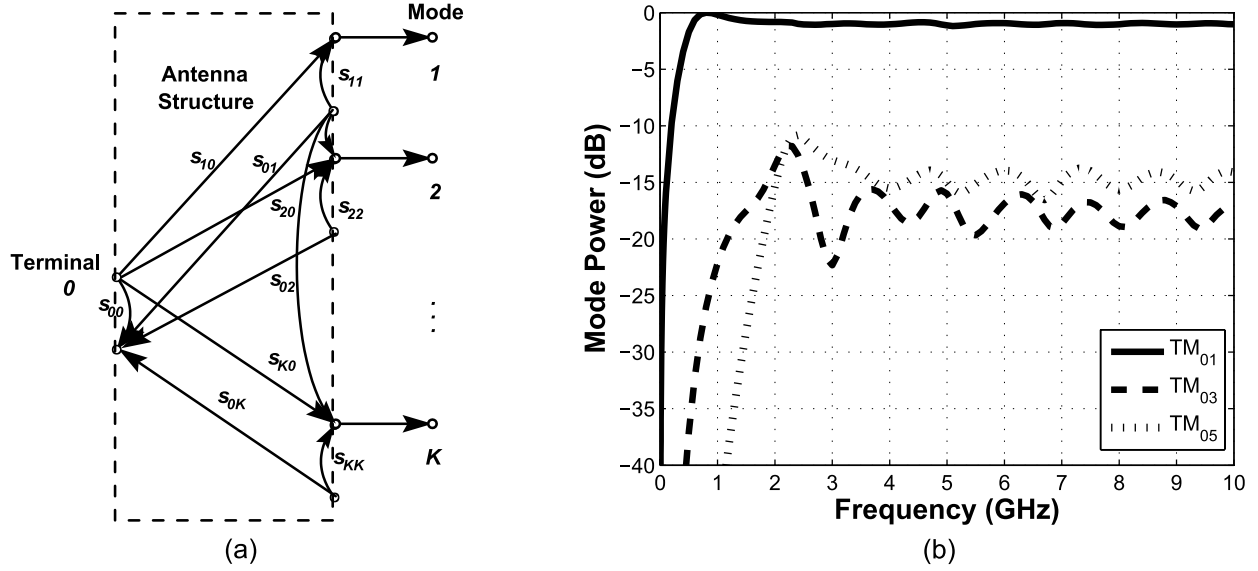 Mode
1
Antenna
Structure
s11
s10
s01
2
s20
s22
Terminal
0
s00
s02
⋮
sK0
s0K
K
sKK
(a)
Mode Power (dB)
0
−5
−10
−15
−20
−25
−30
−35
−40
0 1 2 3 4 5 6 7 8 9 10
Frequency (GHz)
TM01
TM03
TM05
(b)